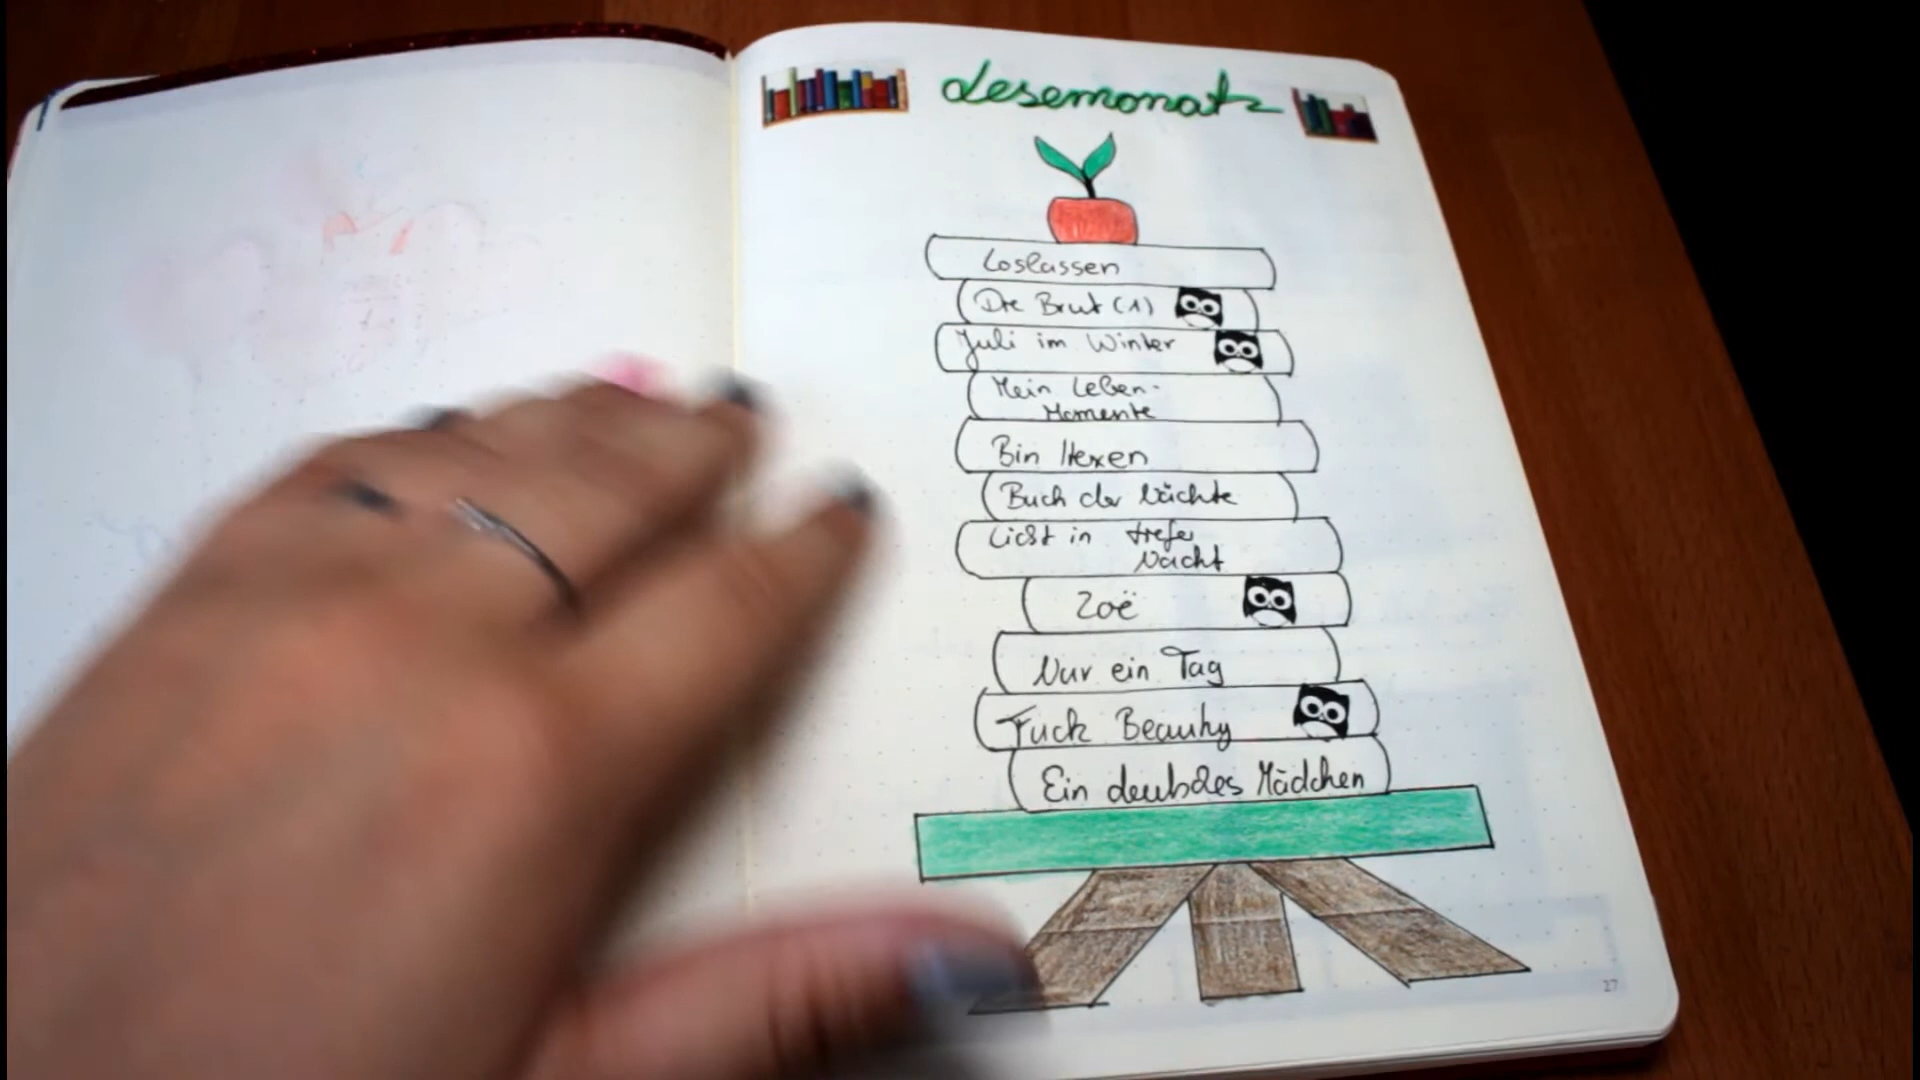 Lesemonat
Loslassen
Die Brut (1)
Juli im Winter
Mein Leben-
Momente
Bin Hexen
Buch der Nächte
Licht in tiefer
Nacht
Zoë
Nur ein Tag
Fuck Beauty
Ein deutsches Mädchen
27